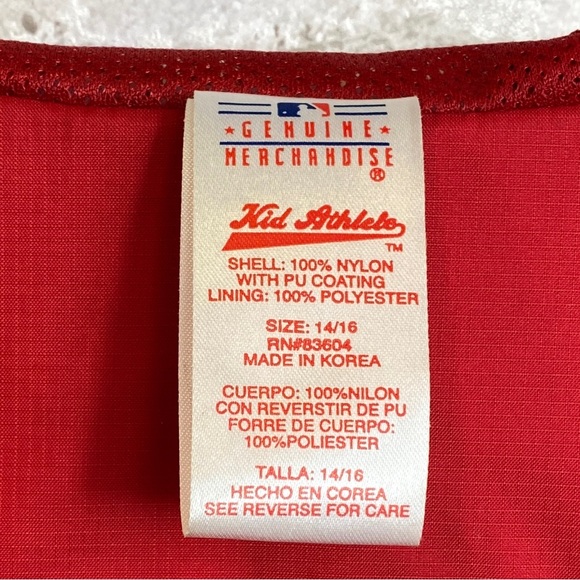 ★ GENUINE ★
MERCHANDISE
®
Kid Athlete
TM
SHELL: 100% NYLON
WITH PU COATING
LINING: 100% POLYESTER
SIZE: 14/16
RN#83604
MADE IN KOREA
CUERPO: 100%NILON
CON REVERSTIR DE PU
FORRE DE CUERPO:
100%POLIESTER
TALLA: 14/16
HECHO EN COREA
SEE REVERSE FOR CARE